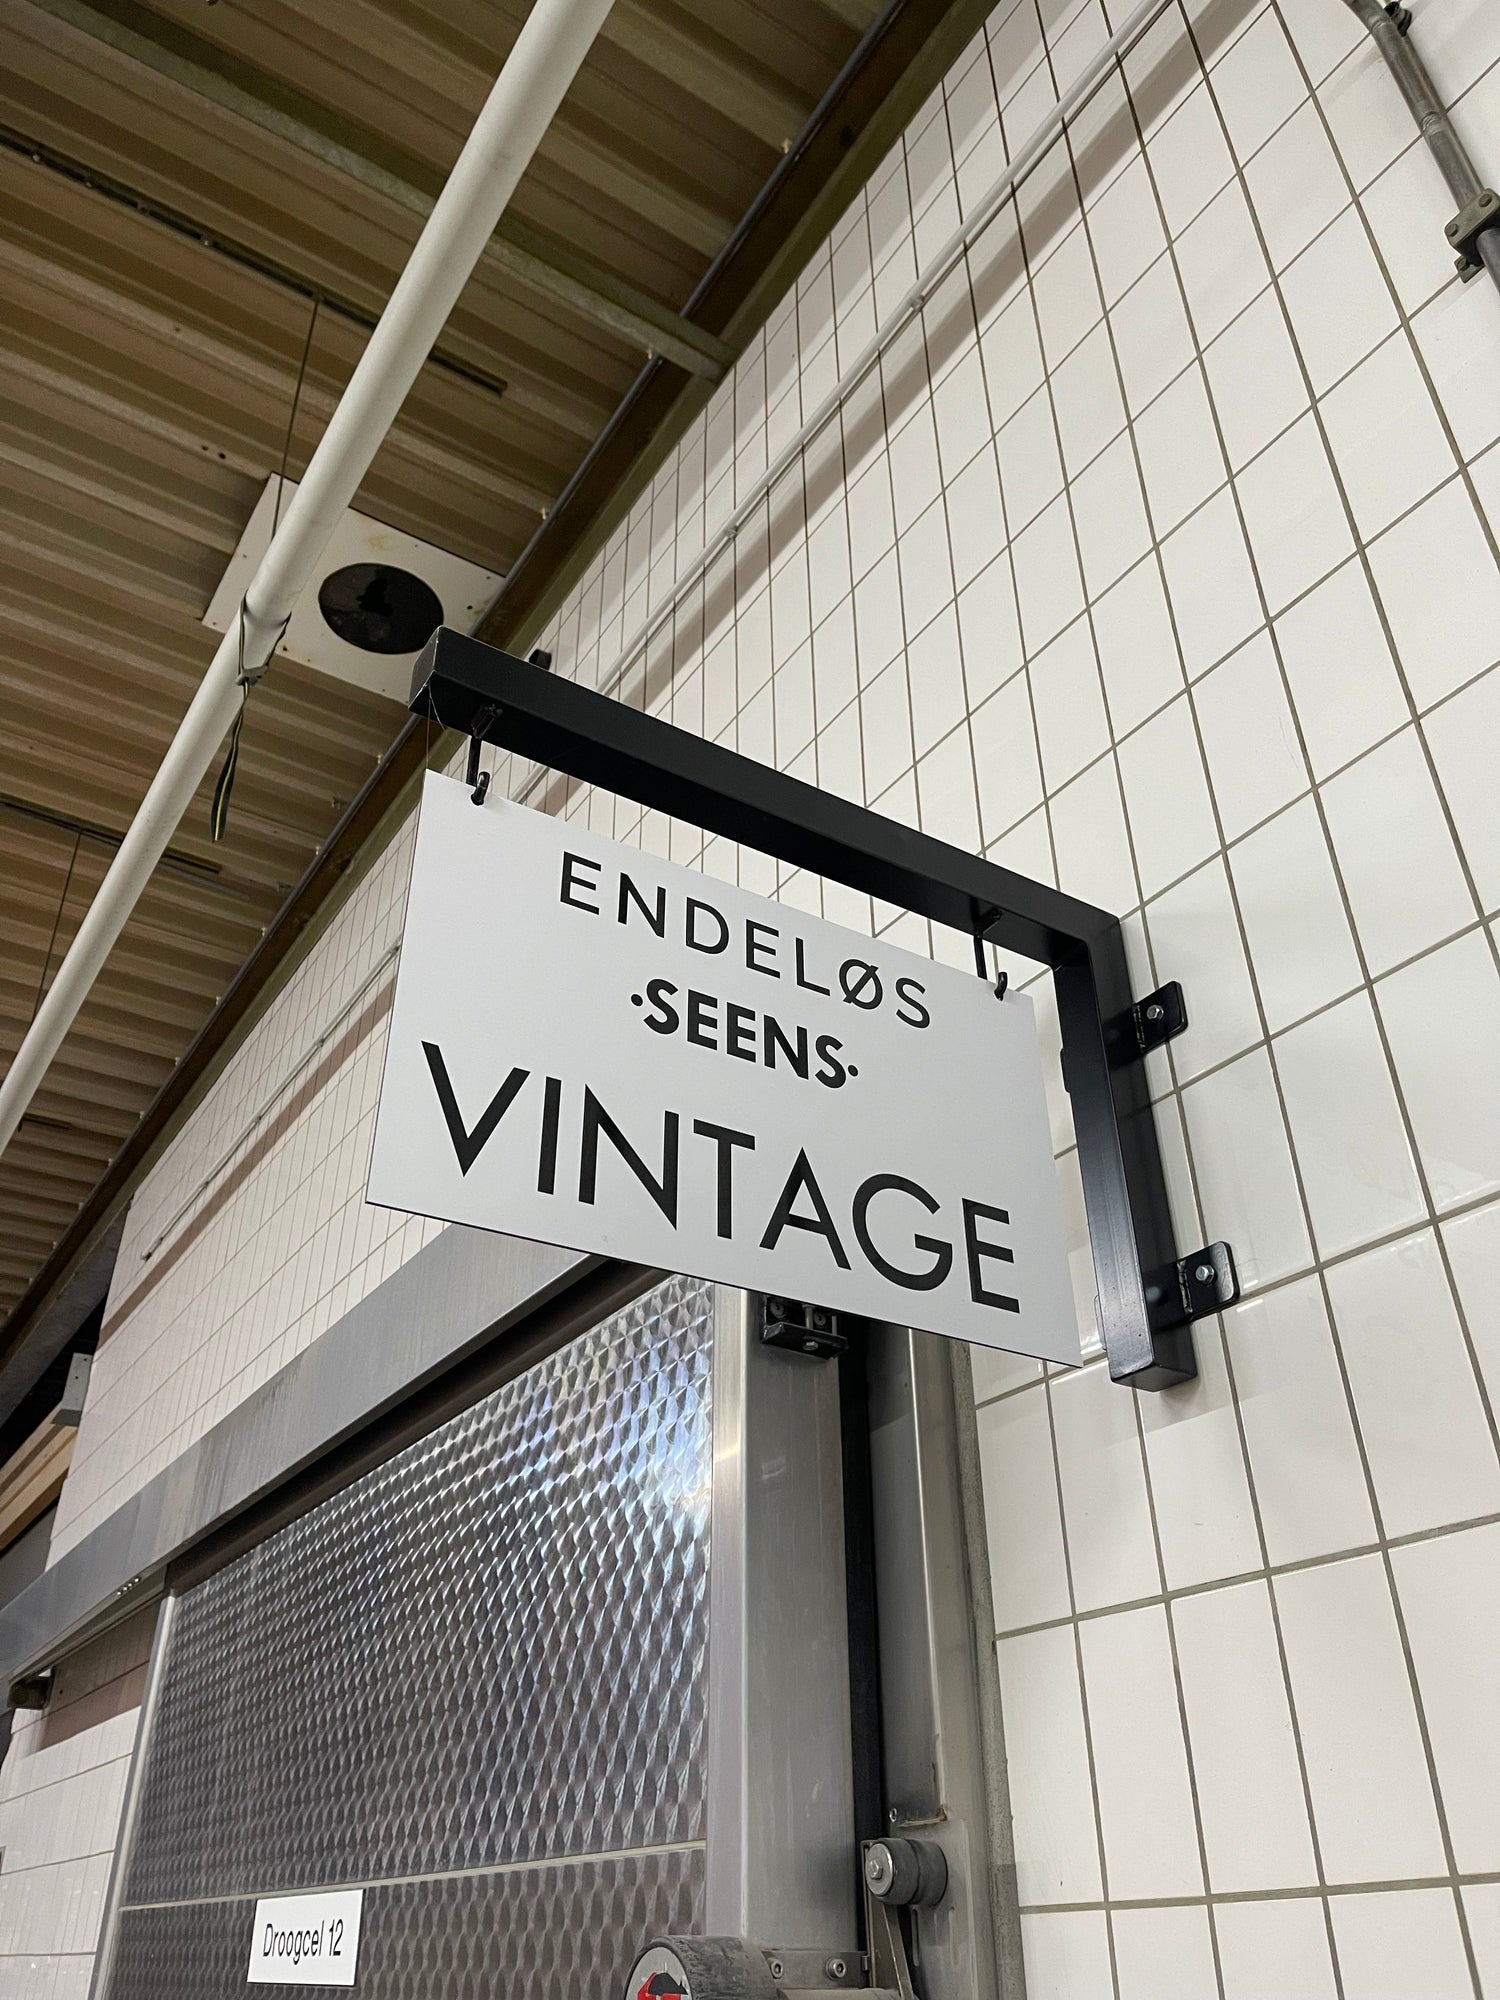 ENDELØS
·SEENS·
VINTAGE
Droogcel 12